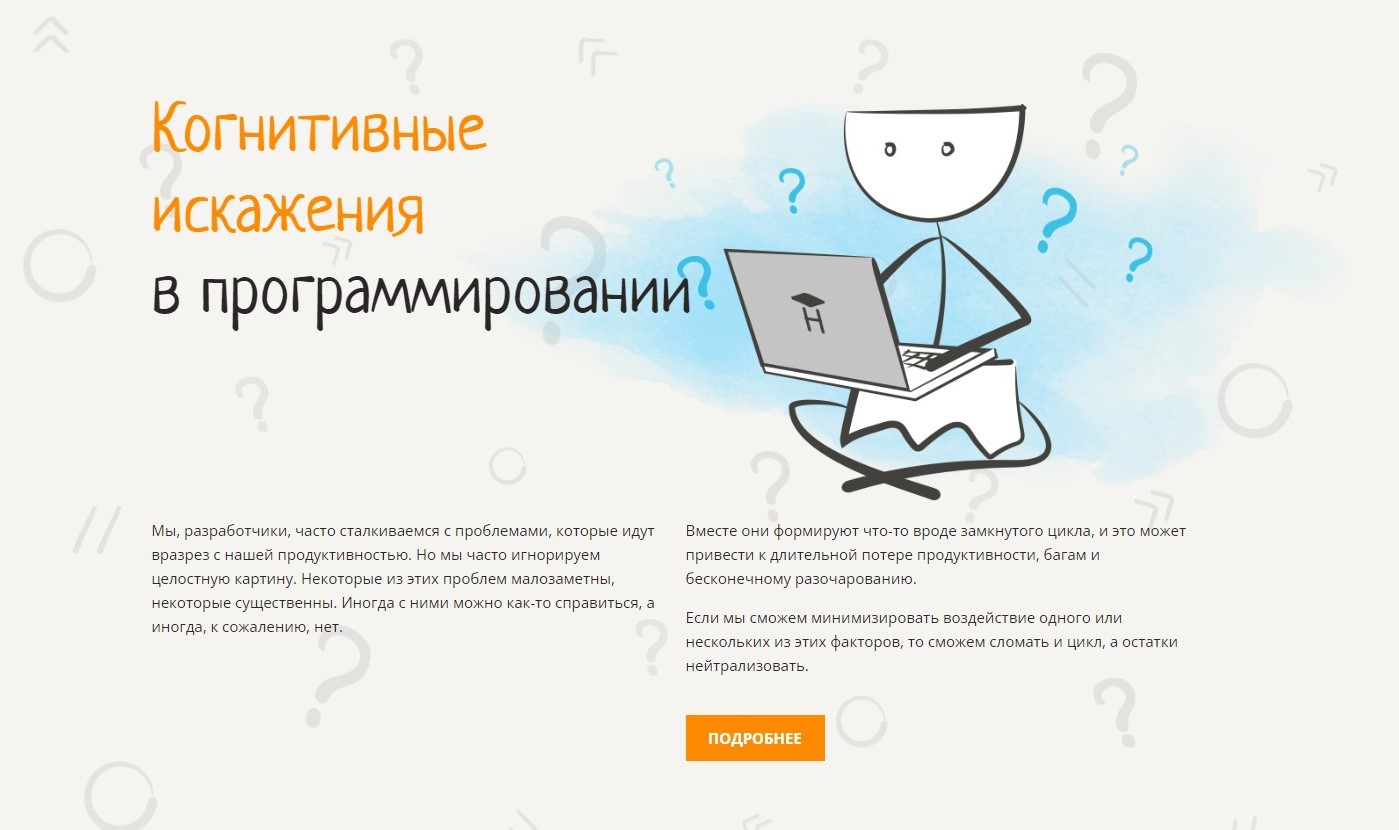 Когнитивные
искажения
в программировании
H
Мы, разработчики, часто сталкиваемся с проблемами, которые идут
вразрез с нашей продуктивностью. Но мы часто игнорируем
целостную картину. Некоторые из этих проблем малозаметны,
некоторые существенны. Иногда с ними можно как-то справиться, а
иногда, к сожалению, нет.
Вместе они формируют что-то вроде замкнутого цикла, и это может
привести к длительной потере продуктивности, багам и
бесконечному разочарованию.
Если мы сможем минимизировать воздействие одного или
нескольких из этих факторов, то сможем сломать и цикл, а остатки
нейтрализовать.
ПОДРОБНЕЕ